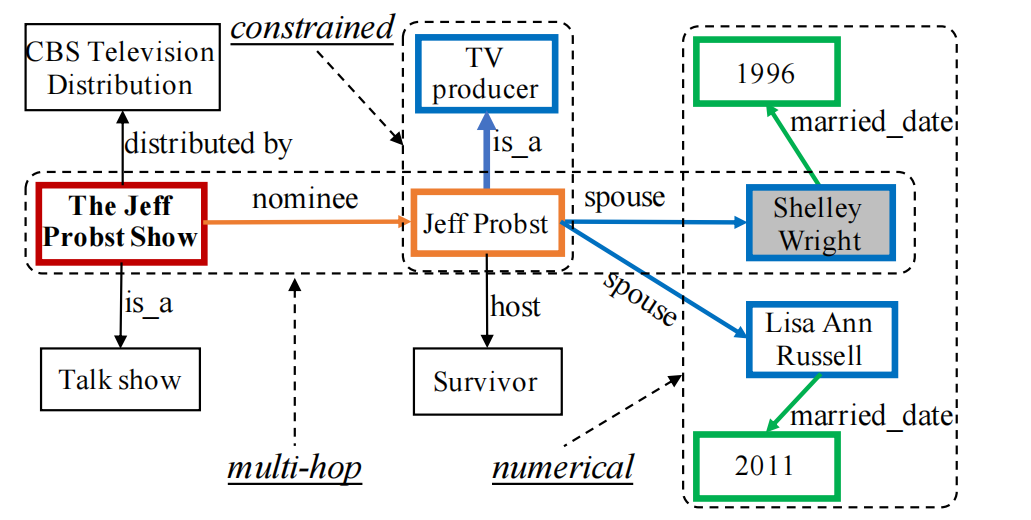 CBS Television
Distribution
constrained
TV
producer
1996
married_date
distributed by
is_a
The Jeff
Probst Show
nominee
Jeff Probst
spouse
Shelley
Wright
spouse
is_a
host
Lisa Ann
Russell
Talk show
Survivor
married_date
multi-hop
numerical
2011